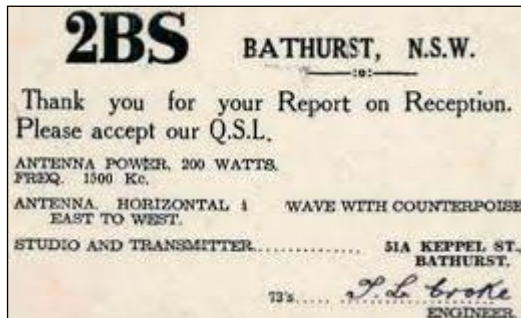 2BS BATHURST, N.S.W.
Thank you for your Report on Reception.
Please accept our Q.S.L.
ANTENNA POWER, 200 WATTS.
FREQ. 1500 Kc.
ANTENNA. HORIZONTAL WAVE WITH COUNTERPOISE
EAST TO WEST.
STUDIO AND TRANSMITTER.............. 51A KEPPEL ST.,
BATHURST.
73's...... Croke
ENGINEER.